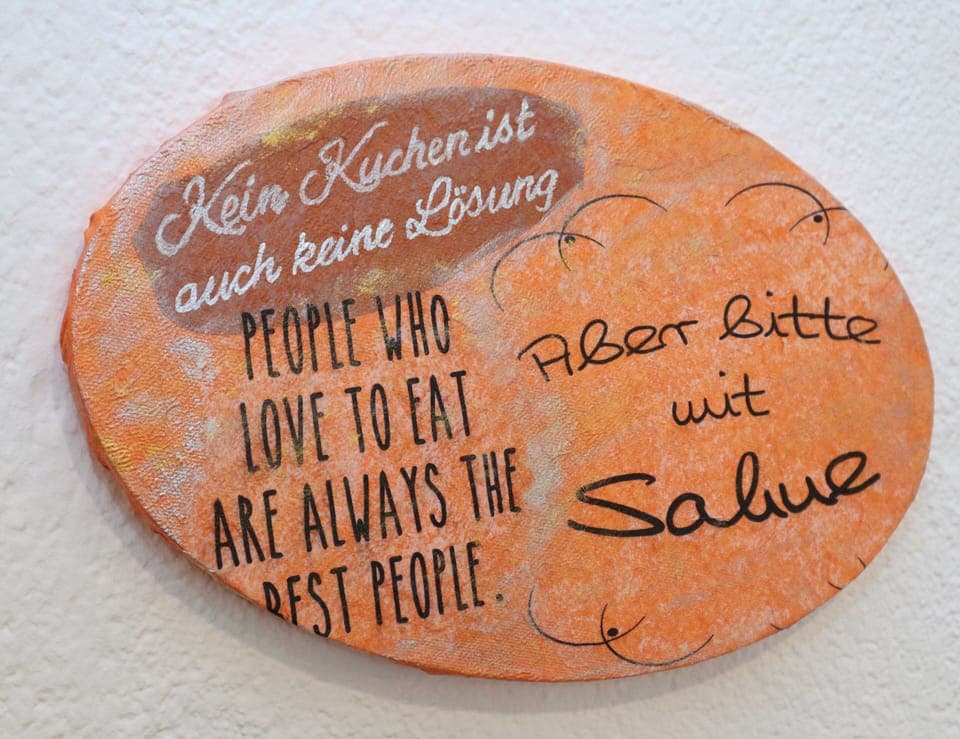 Kein Kuchen ist
auch keine Lösung
PEOPLE WHO
LOVE TO EAT
ARE ALWAYS THE
BEST PEOPLE.
Aber bitte
mit
Sahne